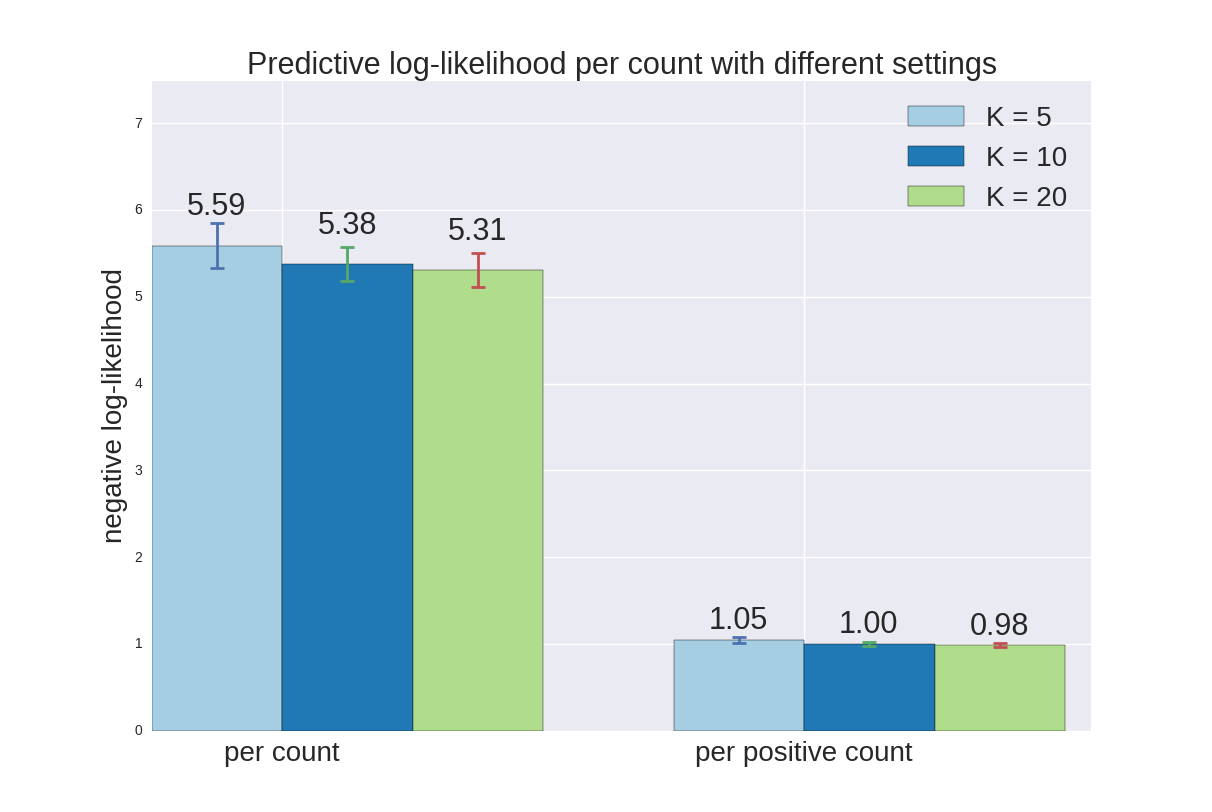 Predictive log-likelihood per count with different settings
K = 5
K = 10
K = 20
negative log-likelihood
7
6
5
4
3
2
1
0
5.59
5.38
5.31
1.05
1.00
0.98
per count
per positive count